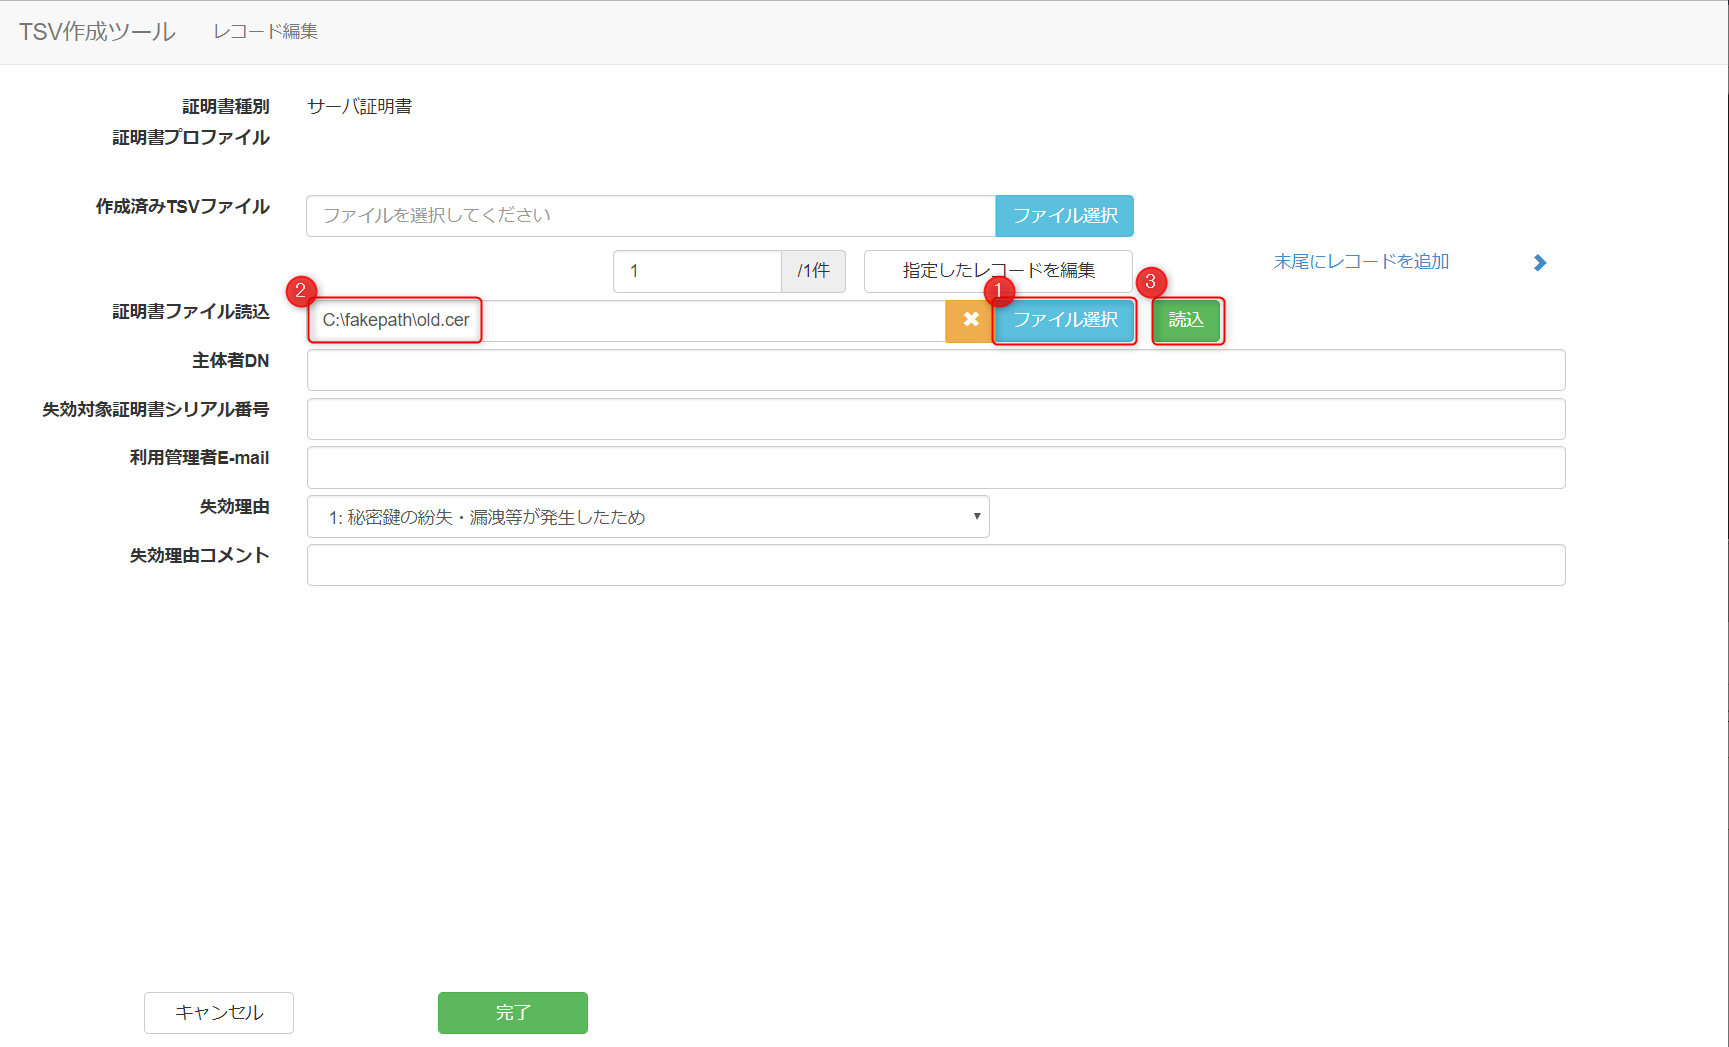 TSV作成ツール レコード編集
証明書種別 サーバ証明書
証明書プロファイル
作成済みTSVファイル ファイルを選択してください ファイル選択
1 /1件 指定したレコードを編集 末尾にレコードを追加
2 1 3
証明書ファイル読込 C:\fakepath\old.cer ファイル選択 読込
主体者DN
失効対象証明書シリアル番号
利用管理者E-mail
失効理由 1: 秘密鍵の紛失・漏洩等が発生したため
失効理由コメント
キャンセル 完了